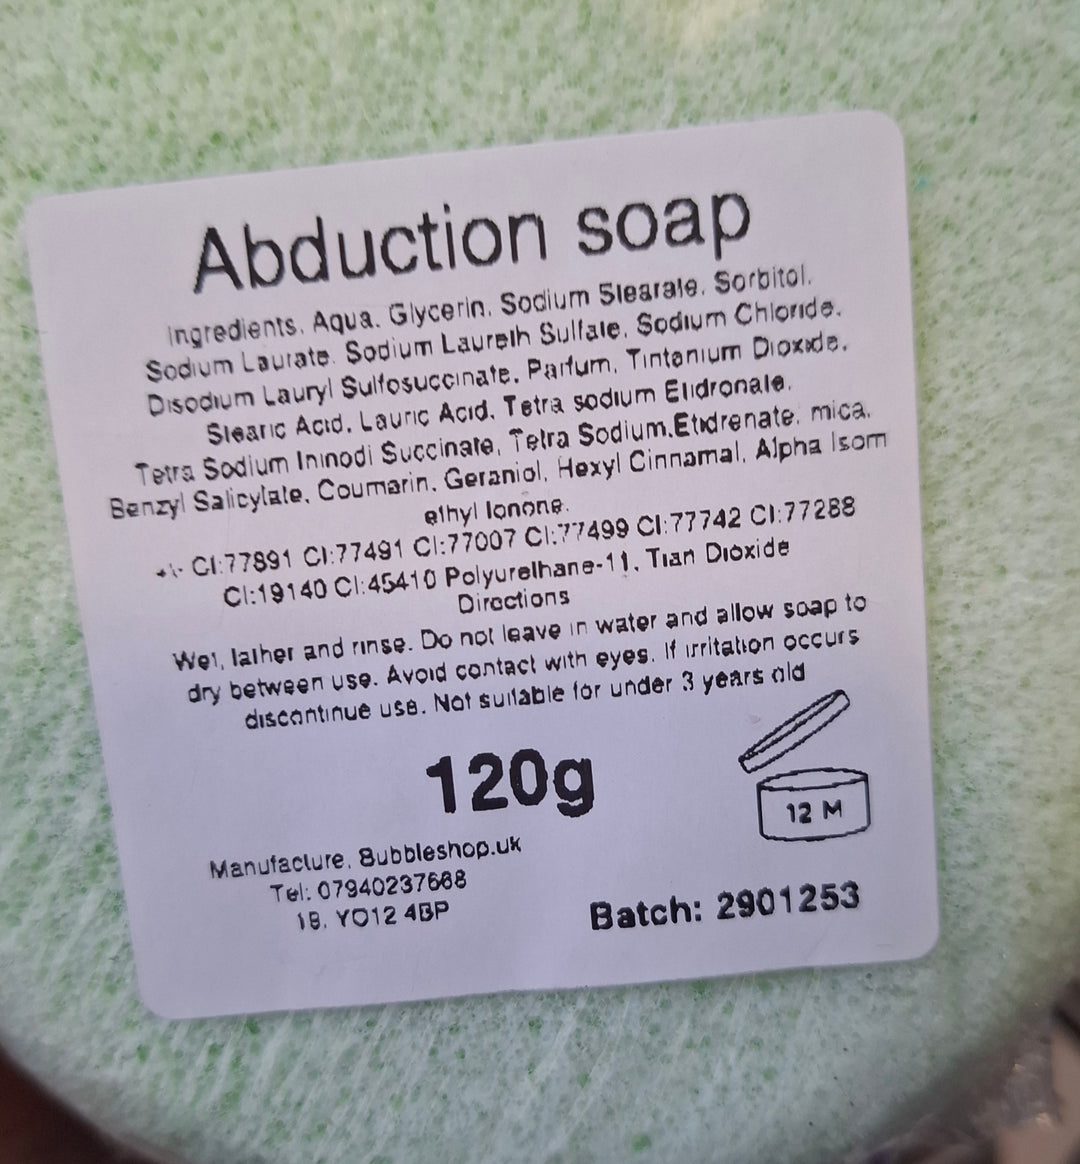 Abduction soap
Ingredients. Aqua. Glycerin. Sodium Stearate. Sorbitol.
Sodium Laurate. Sodium Laureth Sulfate. Sodium Chloride.
Disodium Lauryl Sulfosuccinate. Parfum. Tintanium Dioxide.
Stearic Acid. Lauric Acid. Tetra sodium Etidronate.
Tetra Sodium Ininodi Succinate. Tetra Sodium.Etidrenate. mica.
Benzyl Salicylate. Coumarin. Geraniol. Hexyl Cinnamal. Alpha Isom
ethyl Ionone.
+\- CI:77891 CI:77491 CI:77007 CI:77499 CI:77742 CI:77288
CI:19140 CI:45410 Polyurethane-11. Tian Dioxide
Directions
Wet, lather and rinse. Do not leave in water and allow soap to
dry between use. Avoid contact with eyes. If irritation occurs
discontinue use. Not suitable for under 3 years old
120g
12 M
Manufacture. Bubbleshop.uk
Tel: 07940237668
18. YO12 4BP
Batch: 2901253